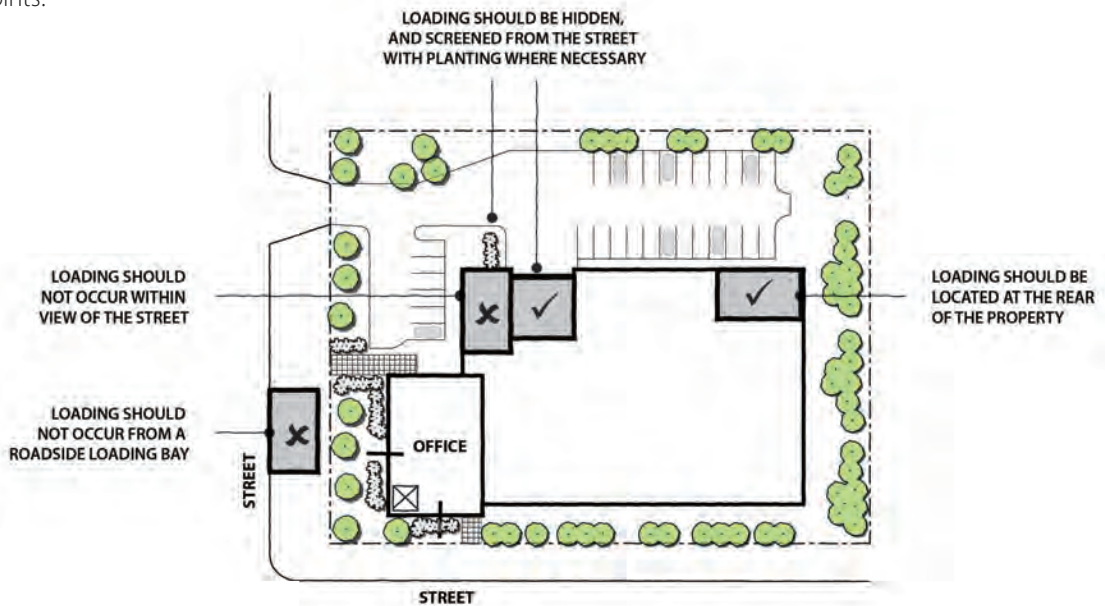 LOADING SHOULD BE HIDDEN,
AND SCREENED FROM THE STREET
WITH PLANTING WHERE NECESSARY
LOADING SHOULD
NOT OCCUR WITHIN
VIEW OF THE STREET
LOADING SHOULD BE
LOCATED AT THE REAR
OF THE PROPERTY
LOADING SHOULD
NOT OCCUR FROM A
ROADSIDE LOADING BAY
OFFICE
STREET
STREET